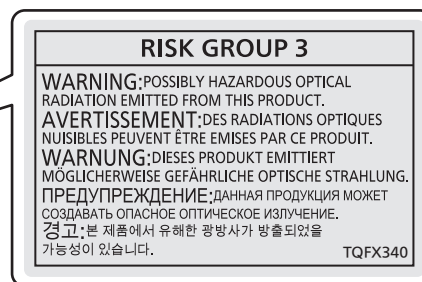 RISK GROUP 3
WARNING:POSSIBLY HAZARDOUS OPTICAL
RADIATION EMITTED FROM THIS PRODUCT.
AVERTISSEMENT:DES RADIATIONS OPTIQUES
NUISIBLES PEUVENT ÊTRE EMISES PAR CE PRODUIT.
WARNUNG:DIESES PRODUKT EMITTIERT
MÖGLICHERWEISE GEFÄHRLICHE OPTISCHE STRAHLUNG.
ПРЕДУПРЕЖДЕНИЕ:ДАННАЯ ПРОДУКЦИЯ МОЖЕТ
СОЗДАВАТЬ ОПАСНОЕ ОПТИЧЕСКОЕ ИЗЛУЧЕНИЕ.
경고:본 제품에서 유해한 광방사가 방출되었을
가능성이 있습니다.
TQFX340